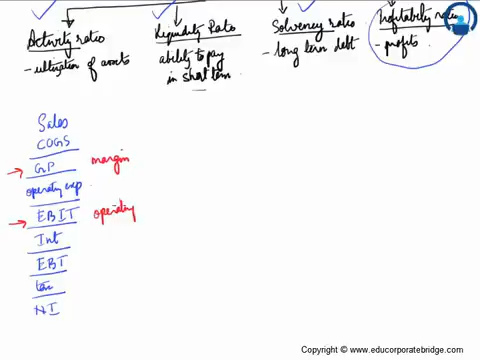 Activity ratio
- utilization of assets
Liquidity Ratio
ability to pay
in short term
Solvency ratio
- long term debt
Profitability ratio
- profits
Sales
COGS
GP margin
operating exp
EBIT operating
Int
EBT
tax
NI
Copyright © www.educorporatebridge.com